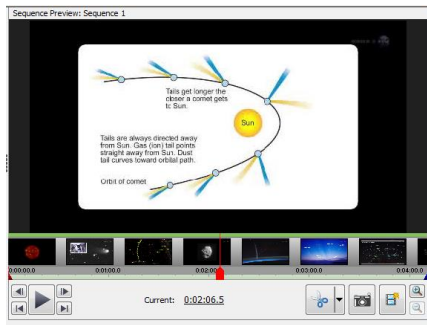 Sequence Preview: Sequence 1
Tails get longer the
closer a comet gets
to Sun.
Sun
Tails are always directed away
from Sun. Gas (ion) tail points
straight away from Sun. Dust
tail curves toward orbital path.
Orbit of comet
0:00:00.0
0:01:00.0
0:02:00
0:03:00.0
0:04:00.0
Current: 0:02:06.5